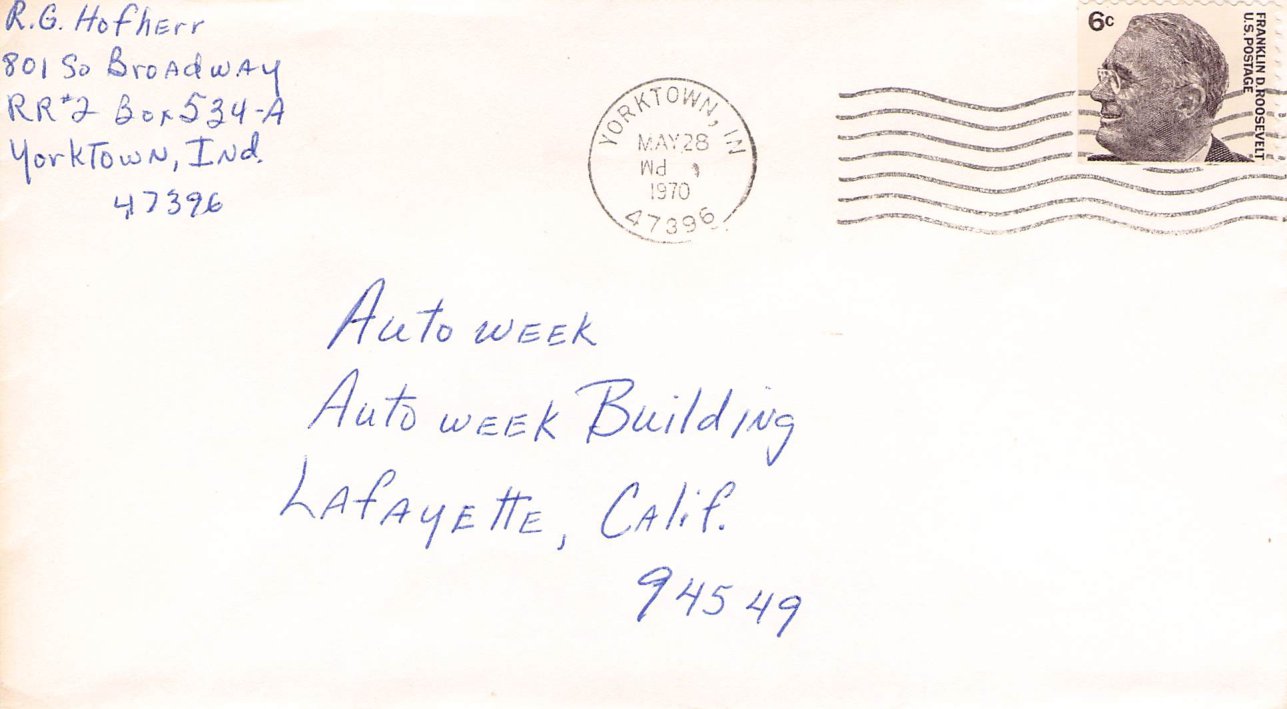 R.G. Hofherr
801 So Broadway
RR #2 Box 534-A
Yorktown, Ind.
47396
YORKTOWN, IN
MAY 28
PM
1970
47396
6c
FRANKLIN D. ROOSEVELT
U.S. POSTAGE
Auto week
Auto week Building
Lafayette, Calif.
94549